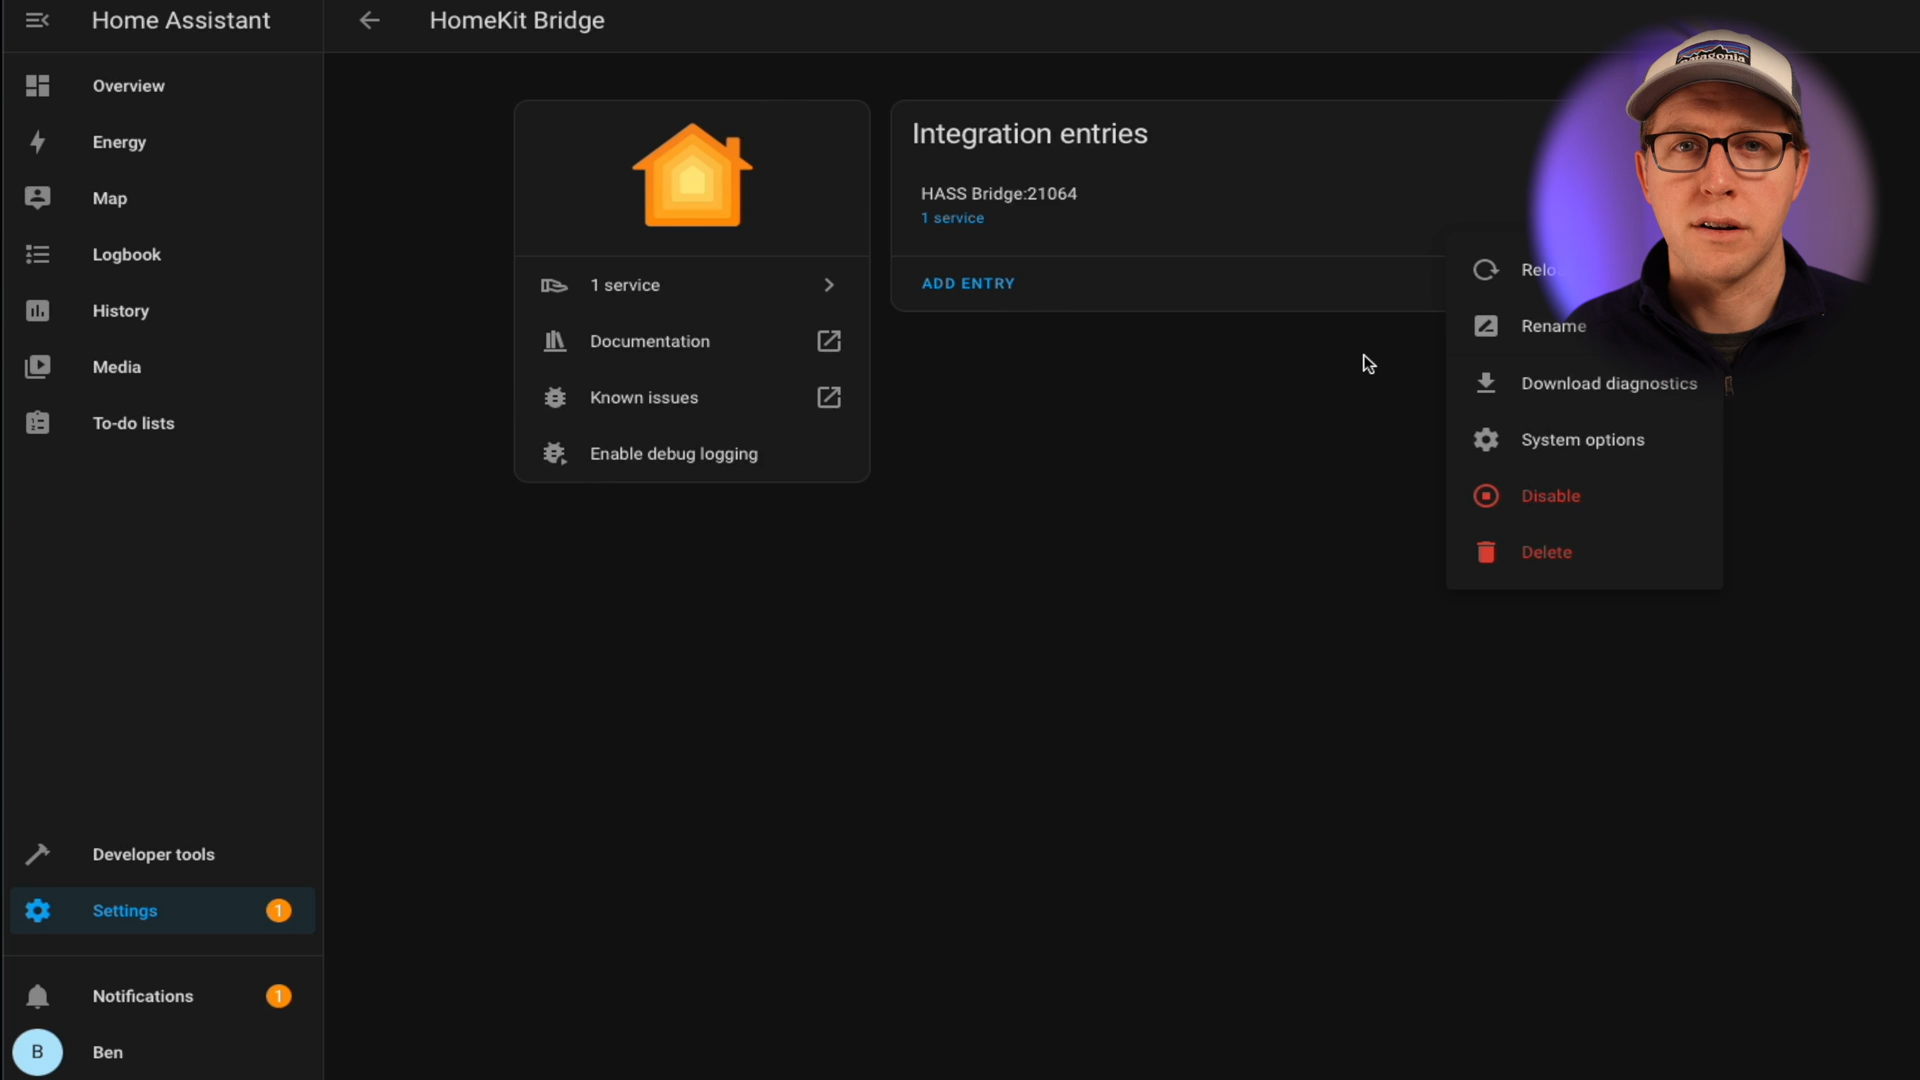 Home Assistant
HomeKit Bridge
Overview
Energy
Map
Logbook
History
Media
To-do lists
Developer tools
Settings
1
Notifications
1
B
Ben
1 service
Documentation
Known issues
Enable debug logging
Integration entries
HASS Bridge:21064
1 service
ADD ENTRY
Relo
Rename
Download diagnostics
System options
Disable
Delete
patagonia